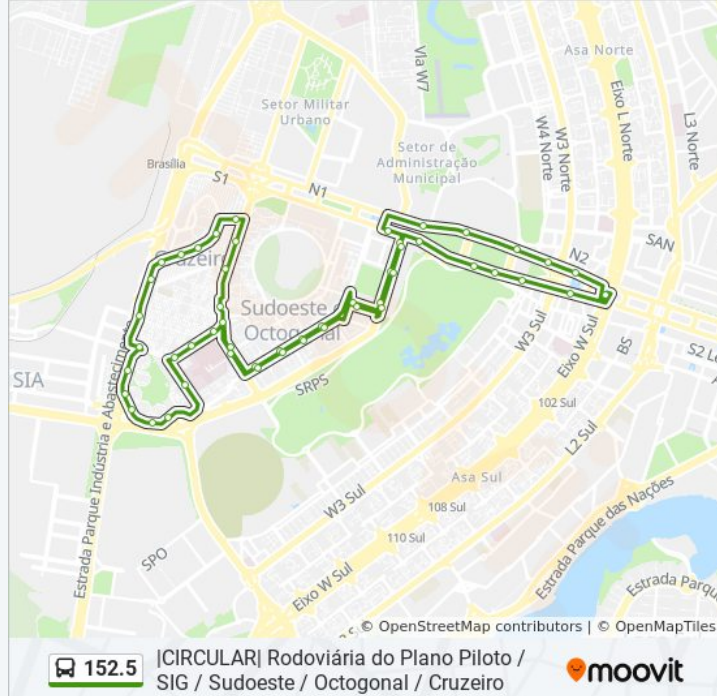 Vla W7
Asa Norte
Eixo L Norte
L3 Norte
W3 Norte
W4 Norte
Setor Militar
Urbano
Setor de
Administração
Municipal
Brasília
S1
N1
N2
SAN
Cruzeiro
Sudoeste e
Octogonal
SIA
SRPS
W3 Sul
Eixo W Sul
BS
S2 L
102 Sul
L2 Sul
Asa Sul
W3 Sul
108 Sul
110 Sul
SPO
Eixo W Sul
Estrada Parque Indústria e Abastecimento
Estrada Parque das Nações
Estrada Parqu
© OpenStreetMap contributors | © OpenMapTiles
152.5
|CIRCULAR| Rodoviária do Plano Piloto /
SIG / Sudoeste / Octogonal / Cruzeiro
moovit